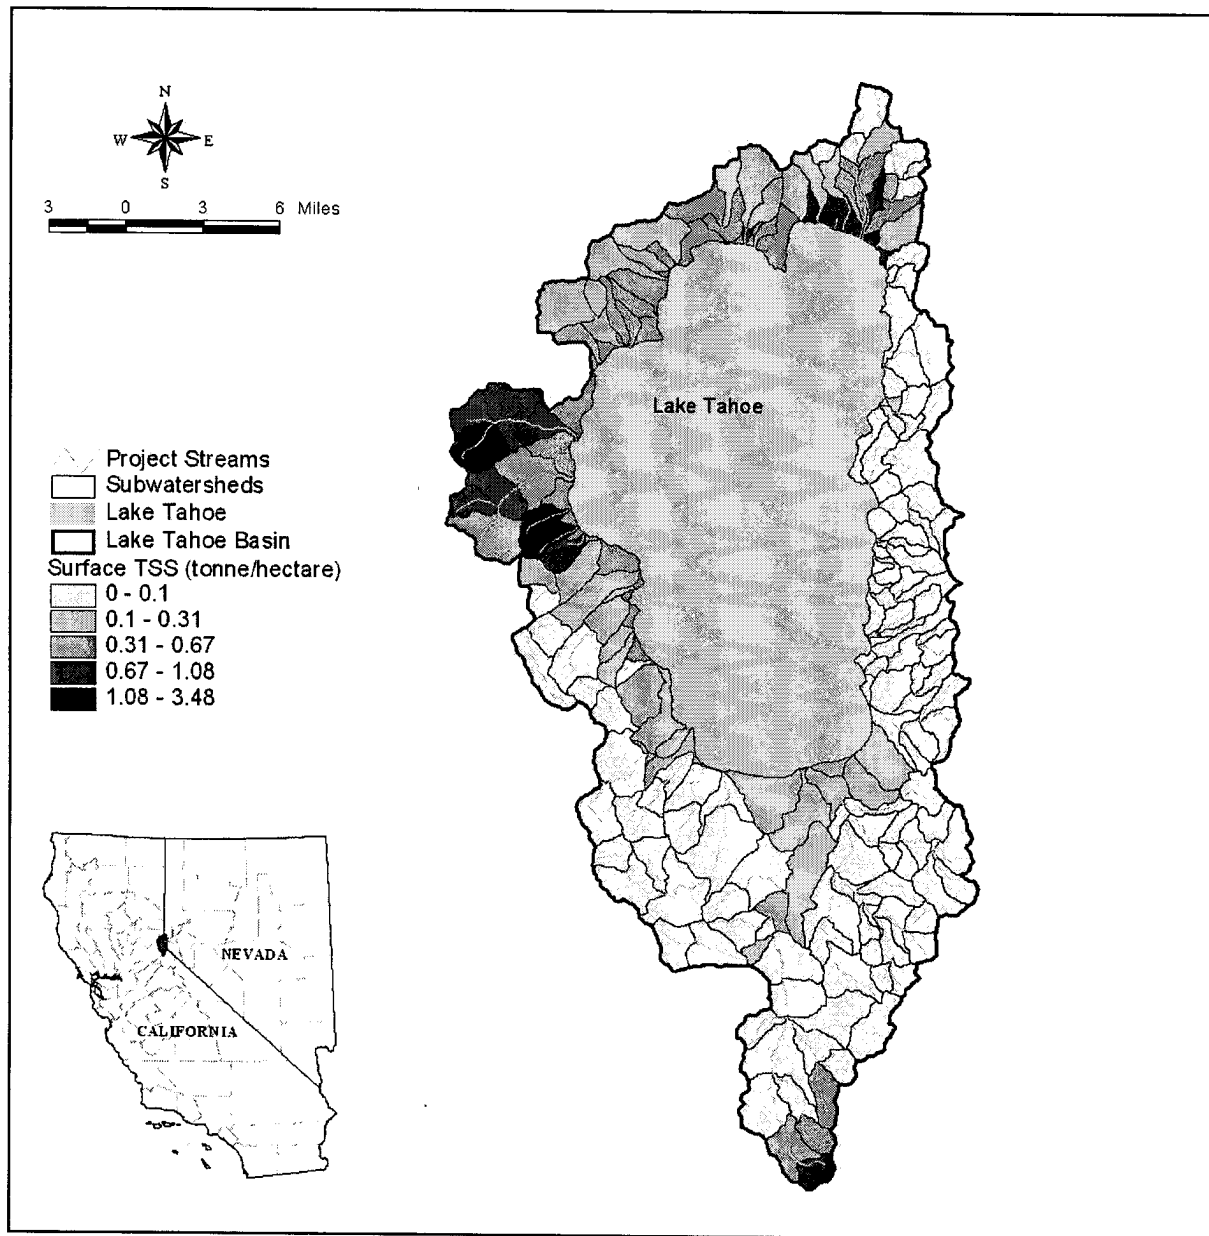 N
W E
S
3 0 3 6 Miles
Lake Tahoe
Project Streams
Subwatersheds
Lake Tahoe
Lake Tahoe Basin
Surface TSS (tonne/hectare)
0 - 0.1
0.1 - 0.31
0.31 - 0.67
0.67 - 1.08
1.08 - 3.48
NEVADA
CALIFORNIA